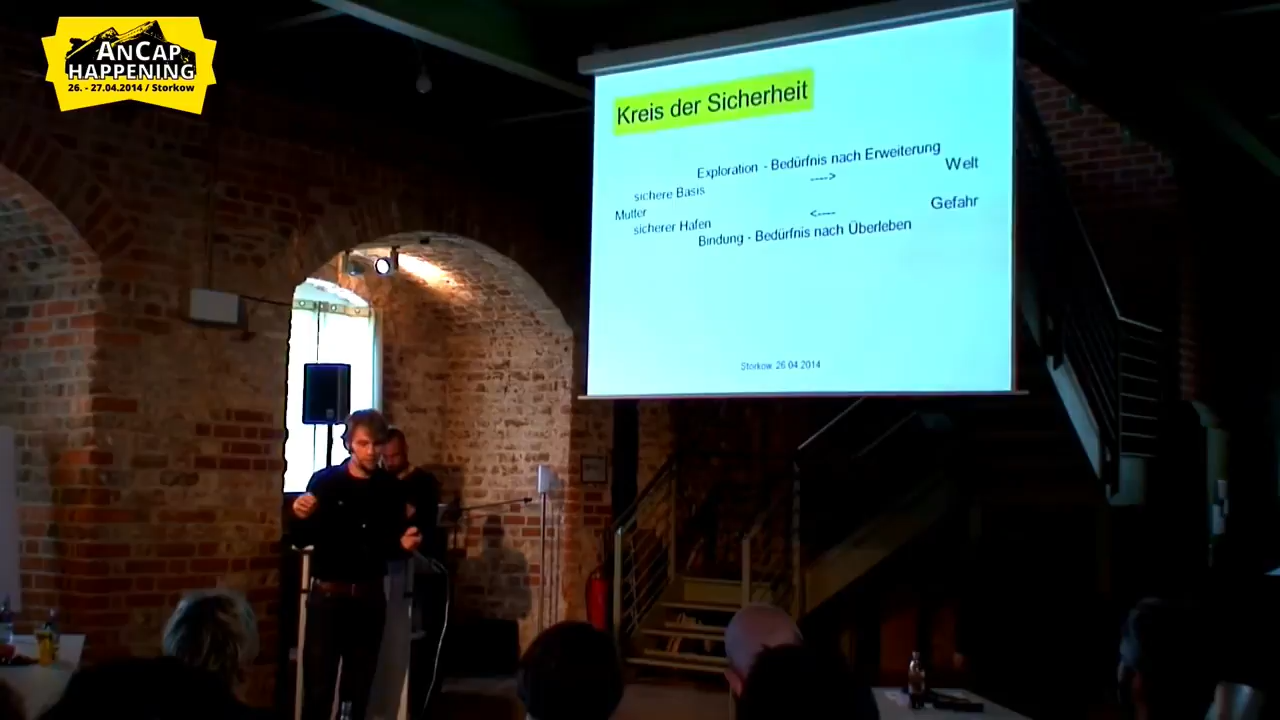 AnCap
Happening
26. - 27.04.2014 / Storkow
Kreis der Sicherheit
Exploration - Bedürfnis nach Erweiterung
----> Welt
sichere Basis
Mutter
<---- Gefahr
sicherer Hafen
Bindung - Bedürfnis nach Überleben
Storkow 26 04 2014